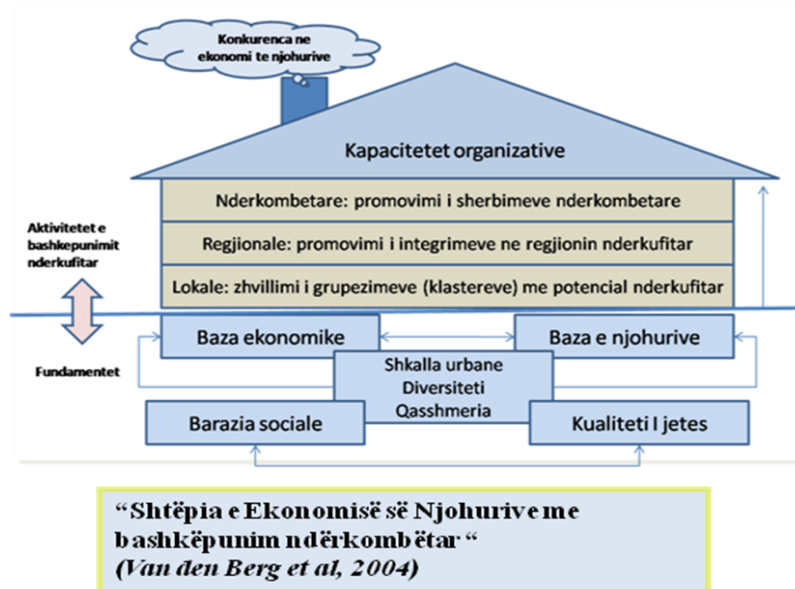 Konkurenca ne
ekonomi te njohurive
Kapacitetet organizative
Nderkombetare: promovimi i sherbimeve nderkombetare
Regjionale: promovimi i integrimeve ne regjionin nderkufitar
Lokale: zhvillimi i grupezimeve (klastereve) me potencial nderkufitar
Aktivitetet e
bashkepunimit
nderkufitar
Fundamentet
Baza ekonomike
Baza e njohurive
Shkalla urbane
Diversiteti
Qasshmeria
Barazia sociale
Kualiteti I jetes
“Shtëpia e Ekonomisë së Njohurive me
bashkëpunim ndërkombëtar “
(Van den Berg et al, 2004)